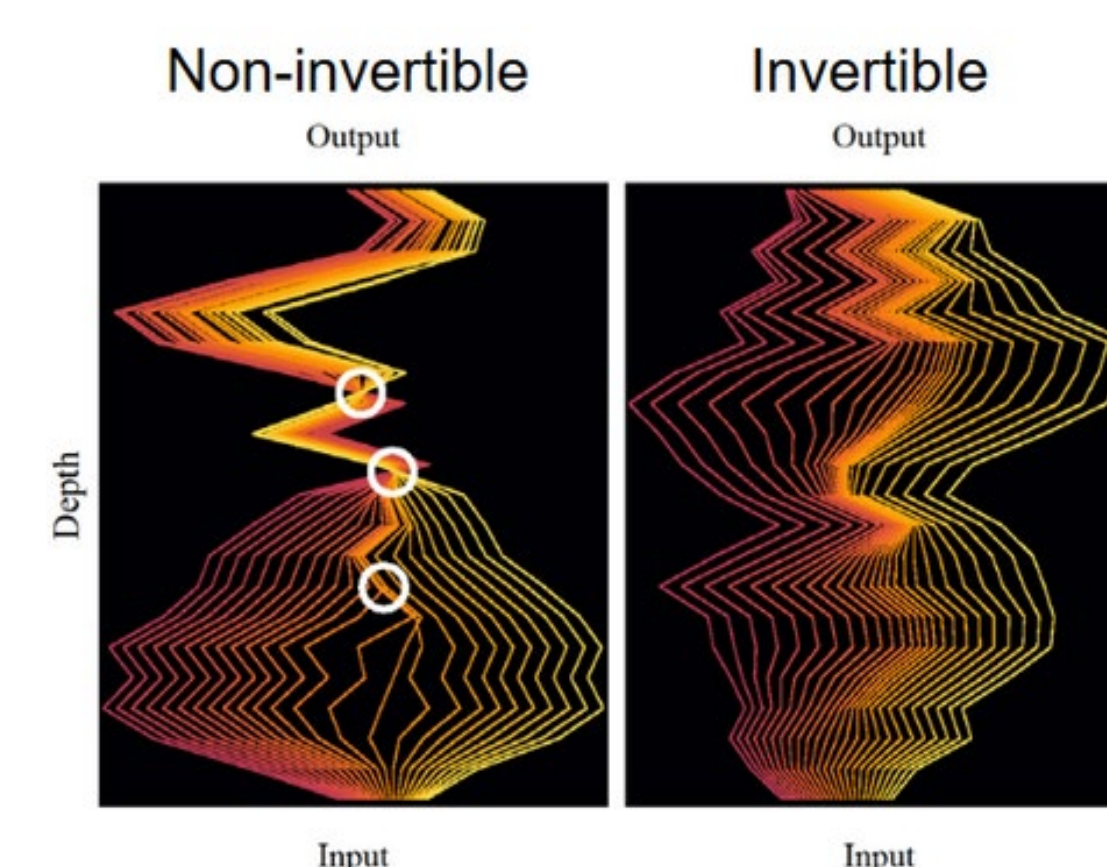 Non-invertible
Invertible
Output
Output
Depth
Input
Input